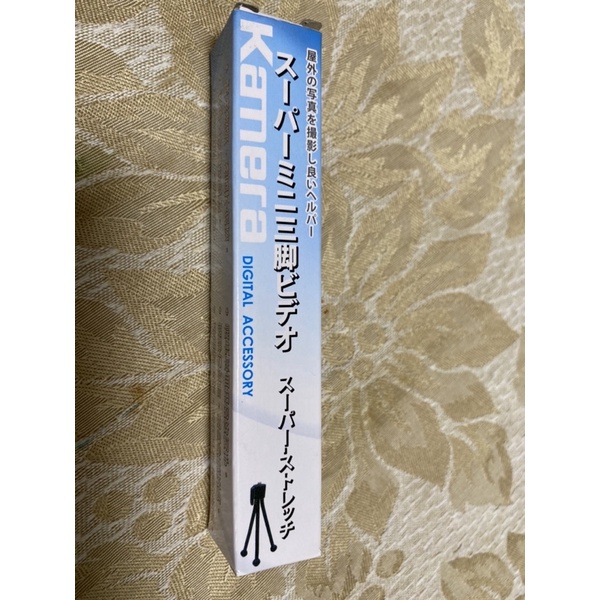 屋外の写真を撮影し良いヘルバー
スーパーミニ三脚ビデオ
スーパーストレッチ
Kamera
DIGITAL ACCESSORY